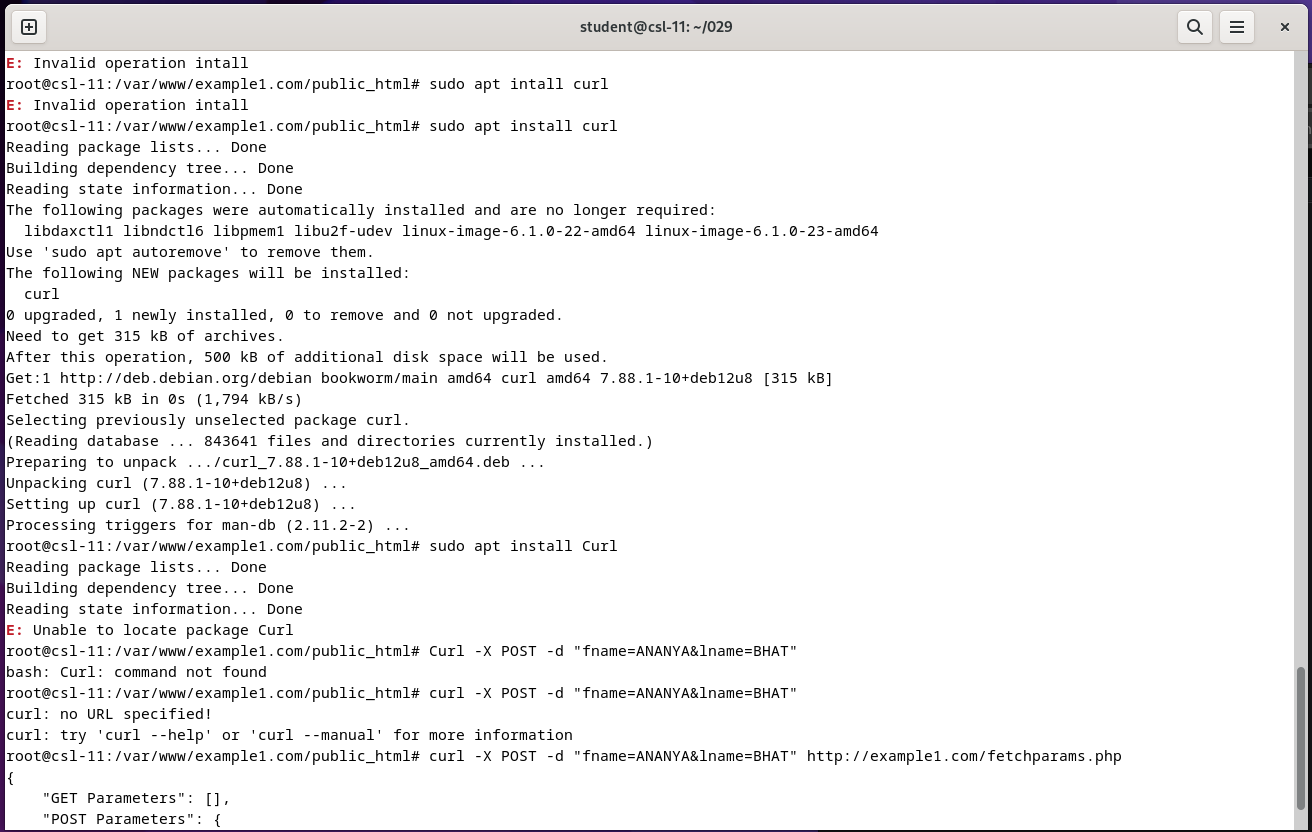 student@csl-11: ~/029
E: Invalid operation intall
root@csl-11:/var/www/example1.com/public_html# sudo apt intall curl
E: Invalid operation intall
root@csl-11:/var/www/example1.com/public_html# sudo apt install curl
Reading package lists... Done
Building dependency tree... Done
Reading state information... Done
The following packages were automatically installed and are no longer required:
  libdaxctl1 libndctl6 libpmem1 libu2f-udev linux-image-6.1.0-22-amd64 linux-image-6.1.0-23-amd64
Use 'sudo apt autoremove' to remove them.
The following NEW packages will be installed:
  curl
0 upgraded, 1 newly installed, 0 to remove and 0 not upgraded.
Need to get 315 kB of archives.
After this operation, 500 kB of additional disk space will be used.
Get:1 http://deb.debian.org/debian bookworm/main amd64 curl amd64 7.88.1-10+deb12u8 [315 kB]
Fetched 315 kB in 0s (1,794 kB/s)
Selecting previously unselected package curl.
(Reading database ... 843641 files and directories currently installed.)
Preparing to unpack .../curl_7.88.1-10+deb12u8_amd64.deb ...
Unpacking curl (7.88.1-10+deb12u8) ...
Setting up curl (7.88.1-10+deb12u8) ...
Processing triggers for man-db (2.11.2-2) ...
root@csl-11:/var/www/example1.com/public_html# sudo apt install Curl
Reading package lists... Done
Building dependency tree... Done
Reading state information... Done
E: Unable to locate package Curl
root@csl-11:/var/www/example1.com/public_html# Curl -X POST -d "fname=ANANYA&lname=BHAT"
bash: Curl: command not found
root@csl-11:/var/www/example1.com/public_html# curl -X POST -d "fname=ANANYA&lname=BHAT"
curl: no URL specified!
curl: try 'curl --help' or 'curl --manual' for more information
root@csl-11:/var/www/example1.com/public_html# curl -X POST -d "fname=ANANYA&lname=BHAT" http://example1.com/fetchparams.php
{
    "GET Parameters": [],
    "POST Parameters": {